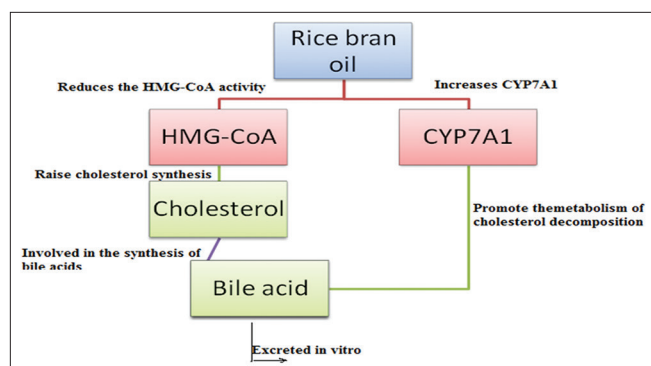 Rice bran
oil
Reduces the HMG-CoA activity
Increases CYP7A1
HMG-CoA
CYP7A1
Raise cholesterol synthesis
Cholesterol
Promote themetabolism of
cholesterol decomposition
Involved in the synthesis of
bile acids
Bile acid
Excreted in vitro